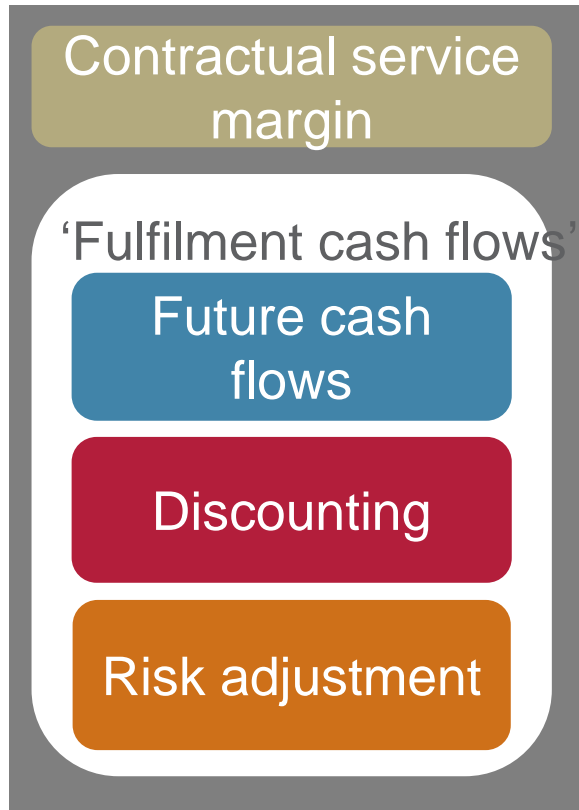 Contractual service
margin
‘Fulfilment cash flows’
Future cash
flows
Discounting
Risk adjustment